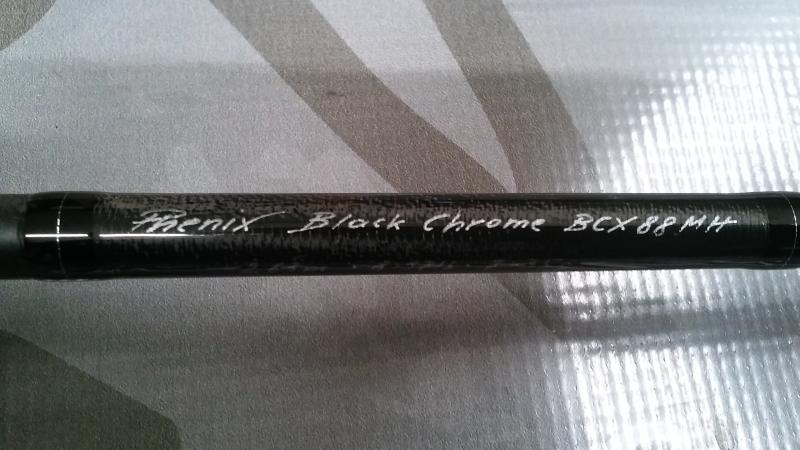 Phenix Black Chrome BCX88MH